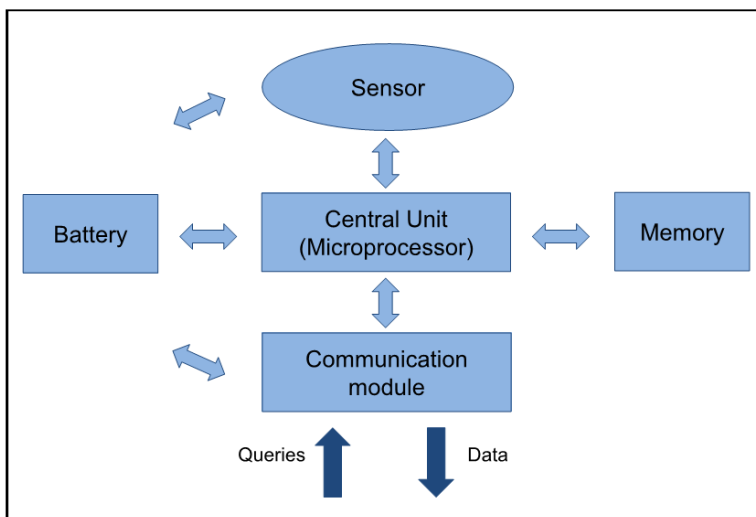 Sensor
Battery
Central Unit
(Microprocessor)
Memory
Communication
module
Queries
Data